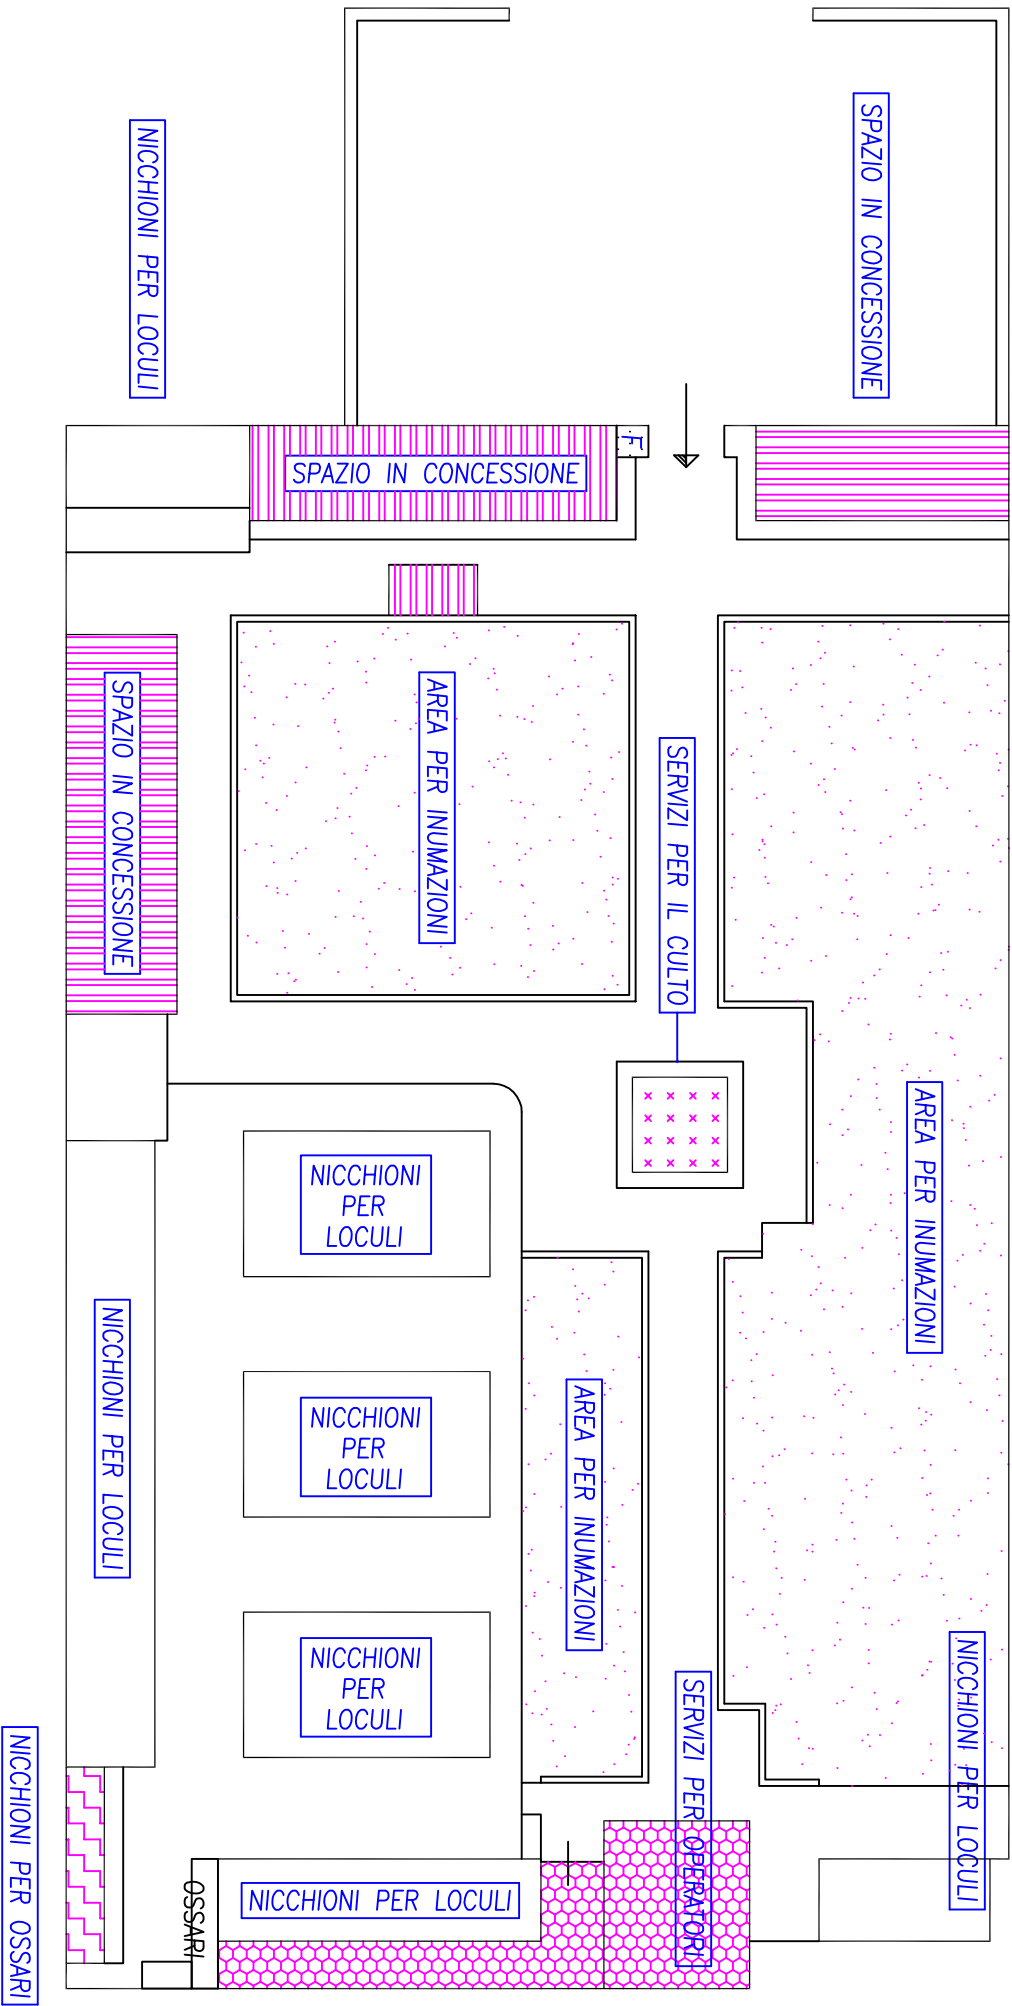 SPAZIO IN CONCESSIONE
NICCHIONI PER LOCULI
F.
SPAZIO IN CONCESSIONE
AREA PER INUMAZIONI
SPAZIO IN CONCESSIONE
SERVIZI PER IL CULTO
AREA PER INUMAZIONI
NICCHIONI
PER
LOCULI
NICCHIONI PER LOCULI
NICCHIONI
PER
LOCULI
AREA PER INUMAZIONI
NICCHIONI
PER
LOCULI
NICCHIONI PER LOCULI
SERVIZI PER OPERATORI
NICCHIONI PER OSSARI
OSSARI
NICCHIONI PER LOCULI